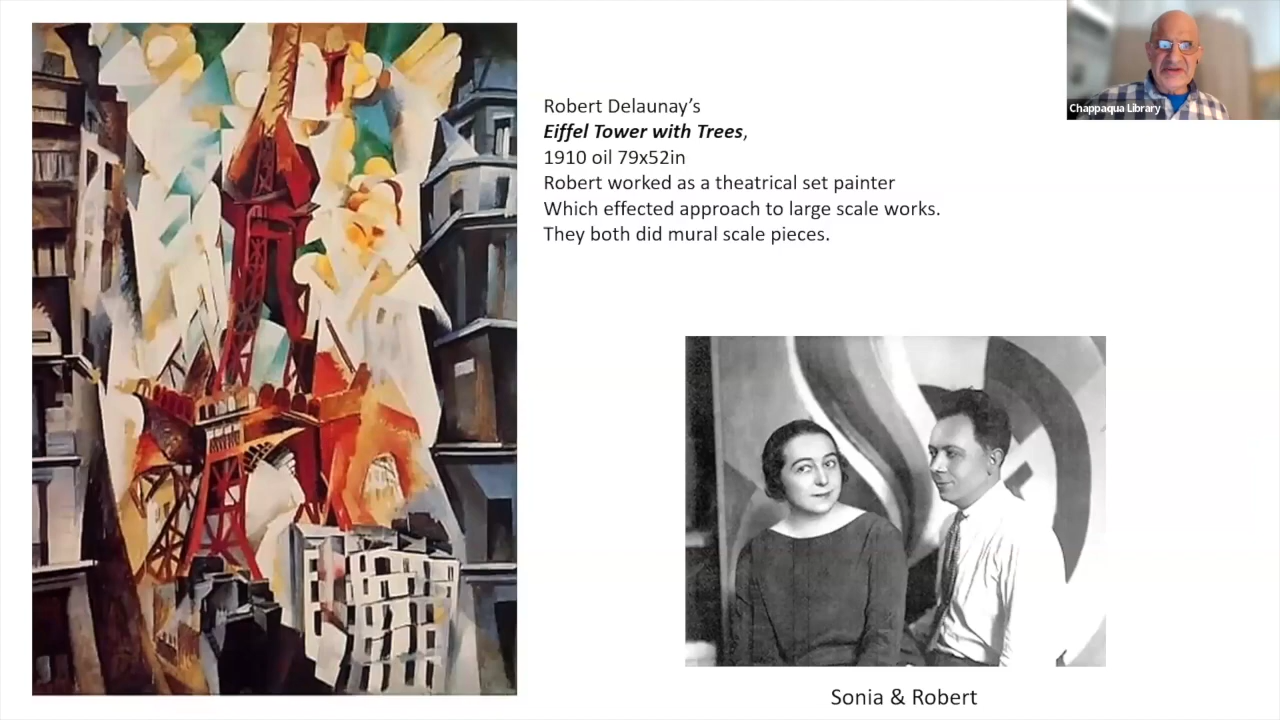 Robert Delaunay’s
Eiffel Tower with Trees,
1910 oil 79x52in
Robert worked as a theatrical set painter
Which effected approach to large scale works.
They both did mural scale pieces.
Chappaqua Library
Sonia & Robert